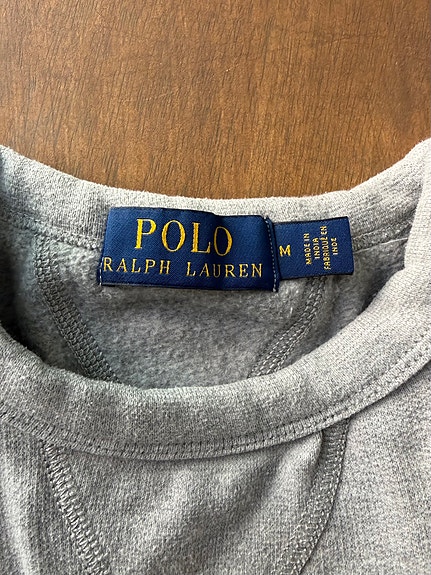 POLO
RALPH LAUREN
M
MADE IN
INDIA
FABRIQUÉ EN
INDE